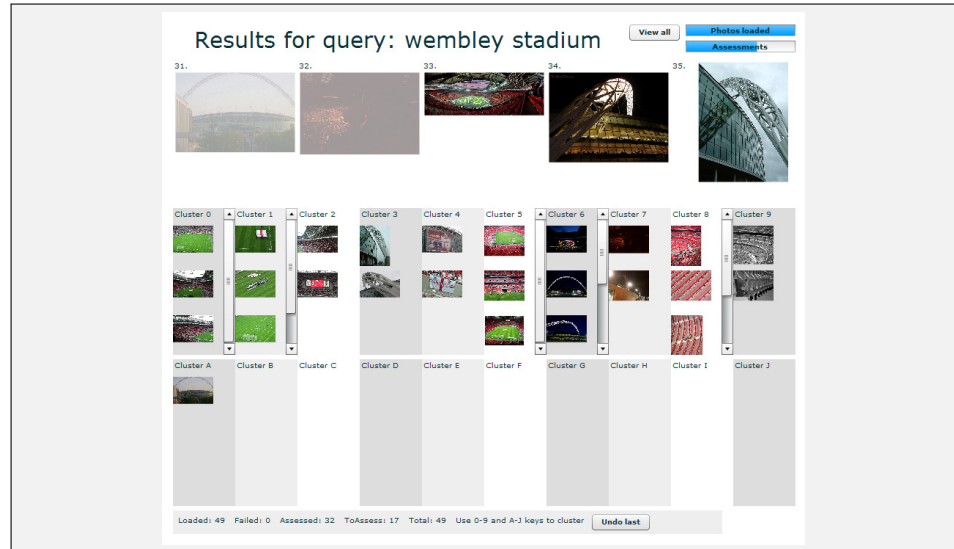 Results for query: wembley stadium
View all
Photos loaded
Assessments
31. 32. 33. 34. 35.
Cluster 0 Cluster 1 Cluster 2 Cluster 3 Cluster 4 Cluster 5 Cluster 6 Cluster 7 Cluster 8 Cluster 9
Cluster A Cluster B Cluster C Cluster D Cluster E Cluster F Cluster G Cluster H Cluster I Cluster J
Loaded: 49 Failed: 0 Assessed: 32 ToAssess: 17 Total: 49 Use 0-9 and A-J keys to cluster Undo last